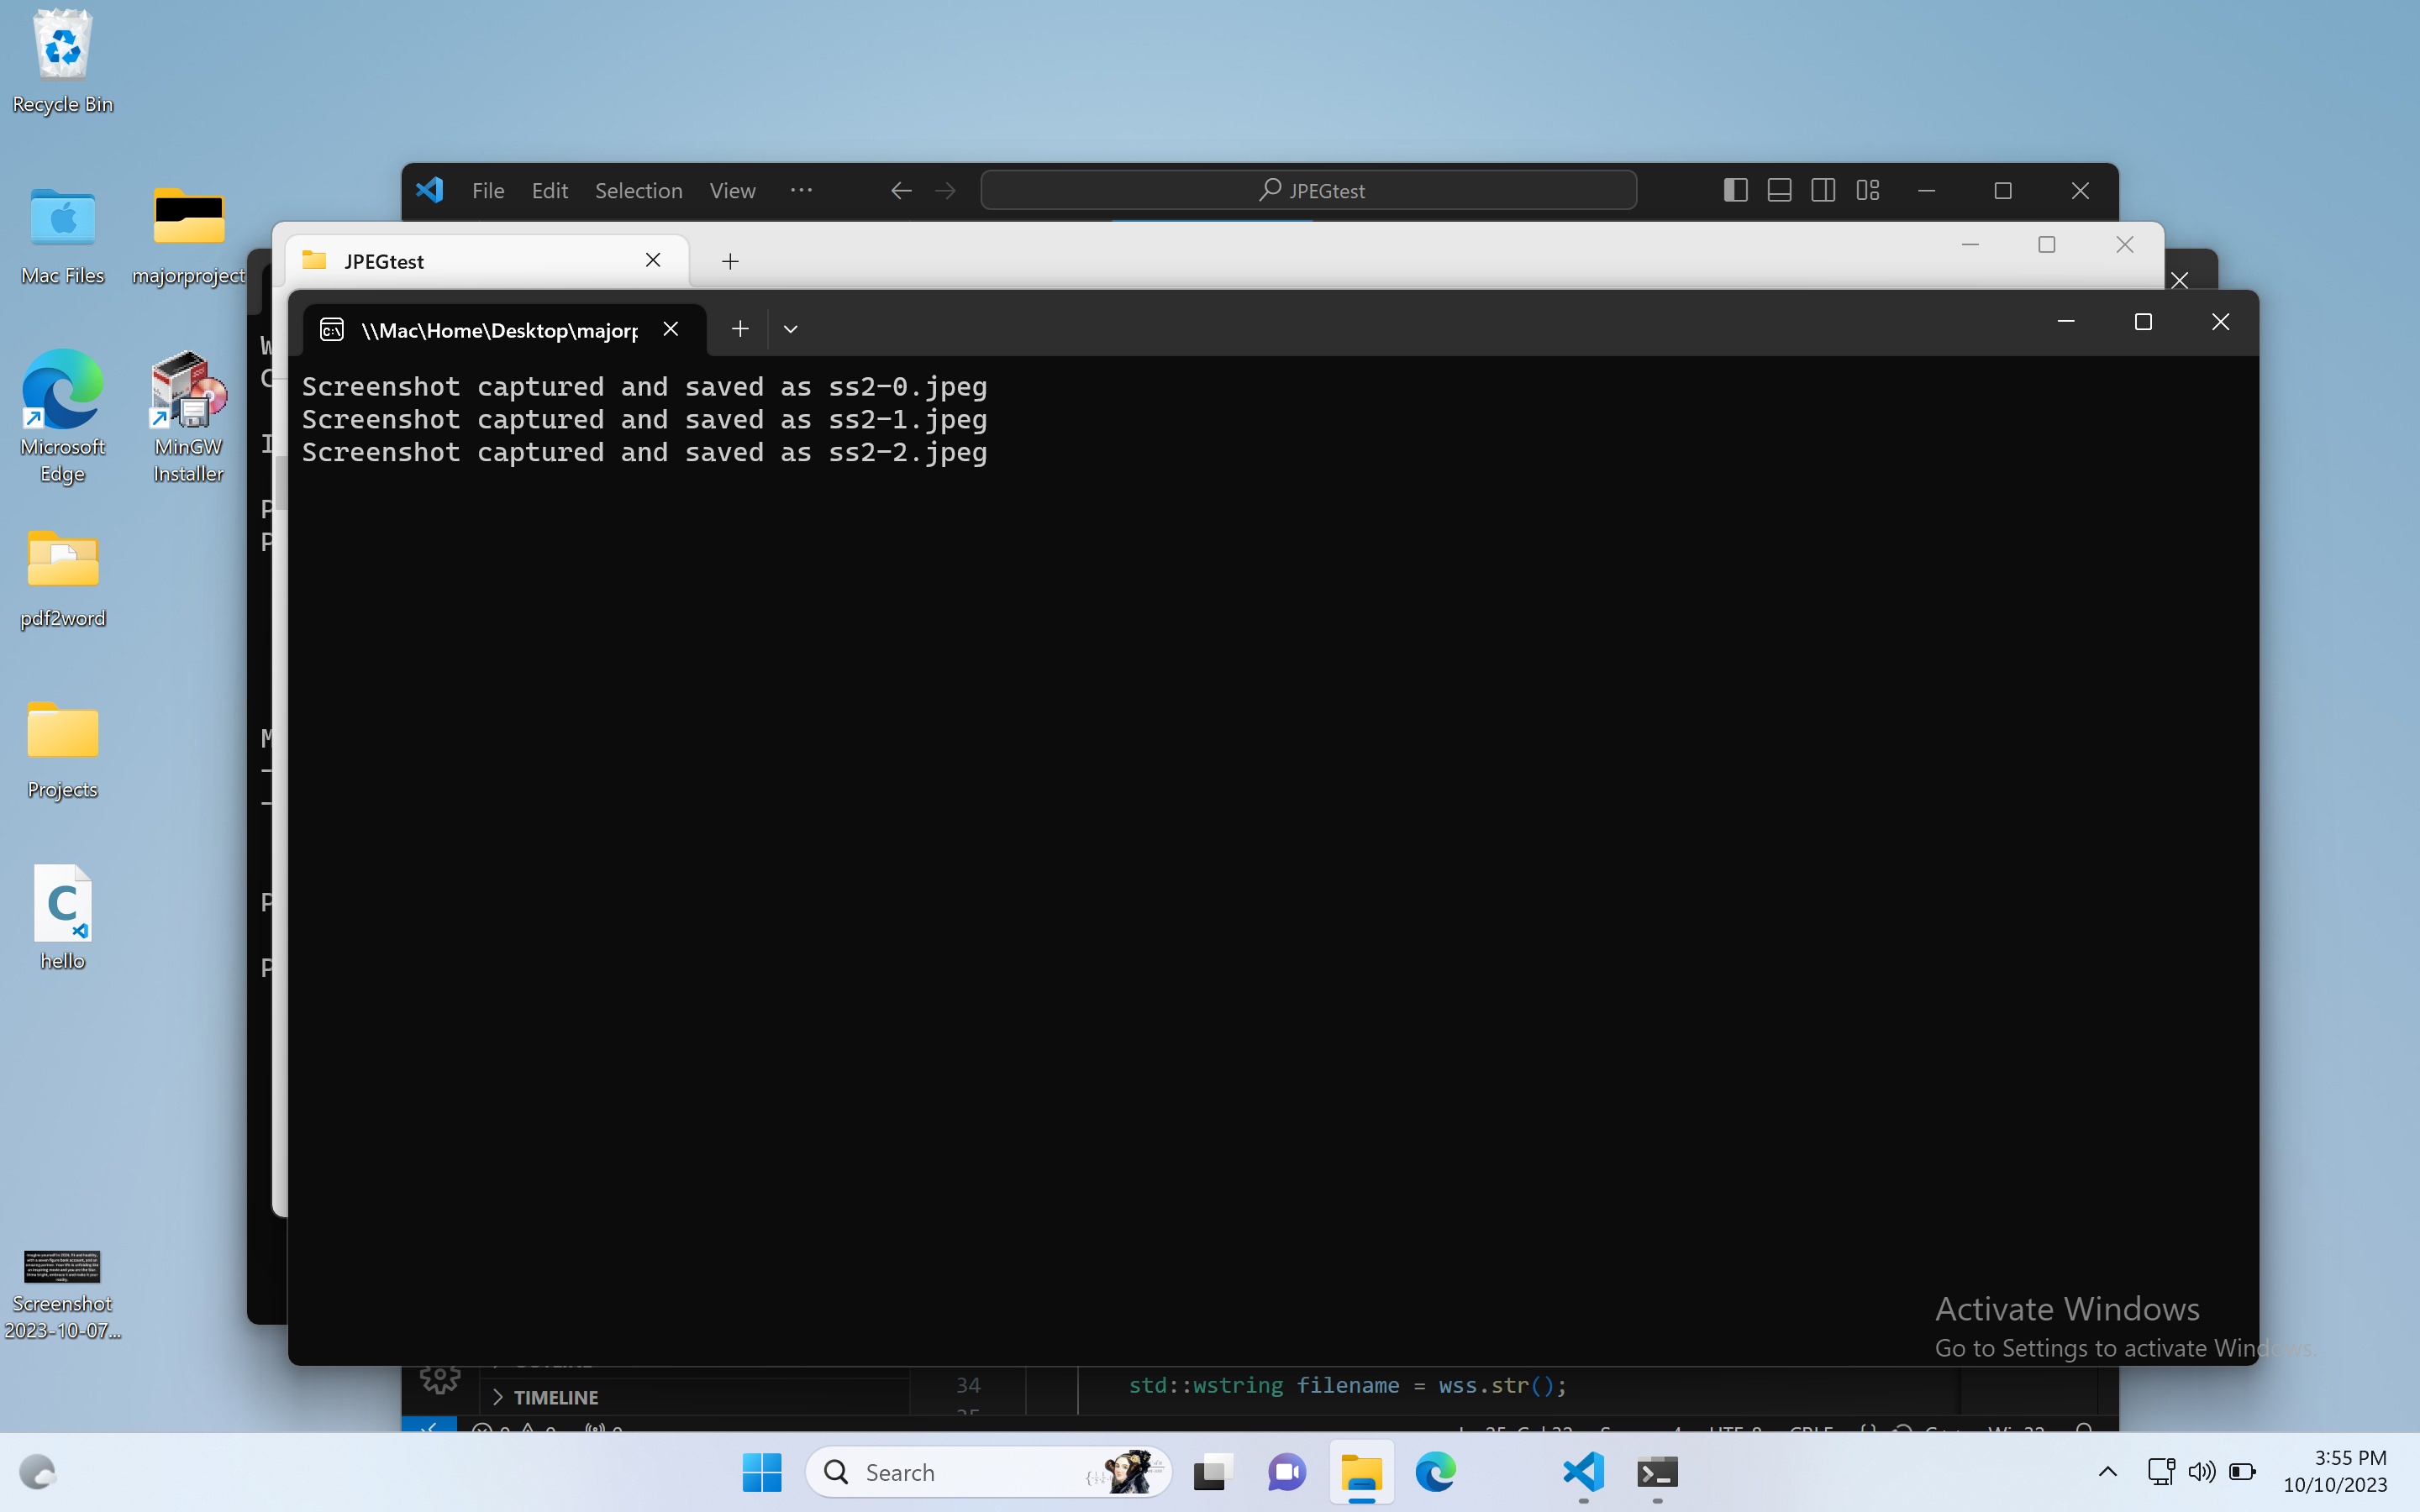 Recycle Bin
File Edit Selection View ...
JPEGtest
Mac Files
majorproject
JPEGtest
\\Mac\Home\Desktop\majorp
Screenshot captured and saved as ss2-0.jpeg
Screenshot captured and saved as ss2-1.jpeg
Screenshot captured and saved as ss2-2.jpeg
Microsoft
Edge
MinGW
Installer
pdf2word
Projects
hello
Screenshot
2023-10-07...
Activate Windows
Go to Settings to activate Windows.
TIMELINE
34 std::wstring filename = wss.str();
Search
3:55 PM
10/10/2023